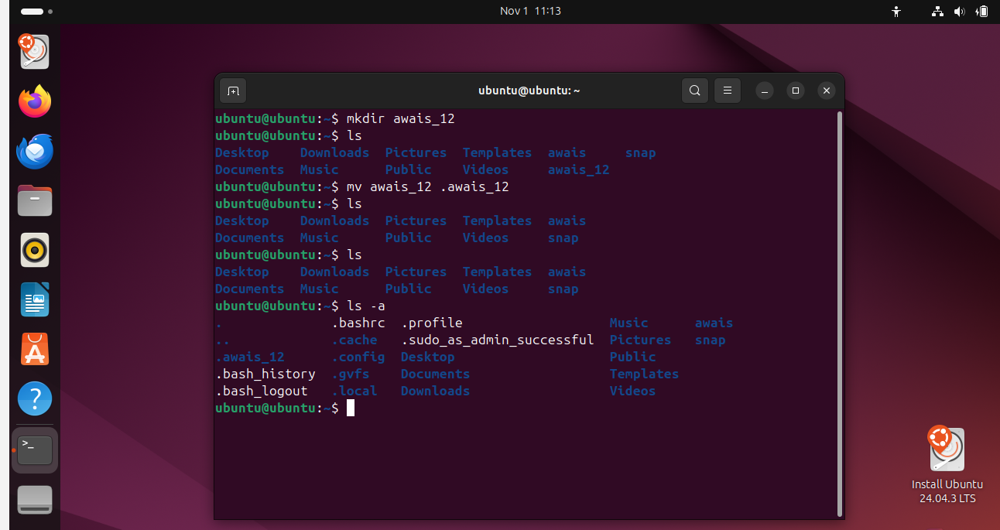 Nov 1 11:13
ubuntu@ubuntu: ~
ubuntu@ubuntu:~$ mkdir awais_12
ubuntu@ubuntu:~$ ls
Desktop Downloads Pictures Templates awais snap
Documents Music Public Videos awais_12
ubuntu@ubuntu:~$ mv awais_12 .awais_12
ubuntu@ubuntu:~$ ls
Desktop Downloads Pictures Templates awais
Documents Music Public Videos snap
ubuntu@ubuntu:~$ ls
Desktop Downloads Pictures Templates awais
Documents Music Public Videos snap
ubuntu@ubuntu:~$ ls -a
. .bashrc .profile Music awais
.. .cache .sudo_as_admin_successful Pictures snap
.awais_12 .config Desktop Public
.bash_history .gvfs Documents Templates
.bash_logout .local Downloads Videos
ubuntu@ubuntu:~$
Install Ubuntu
24.04.3 LTS